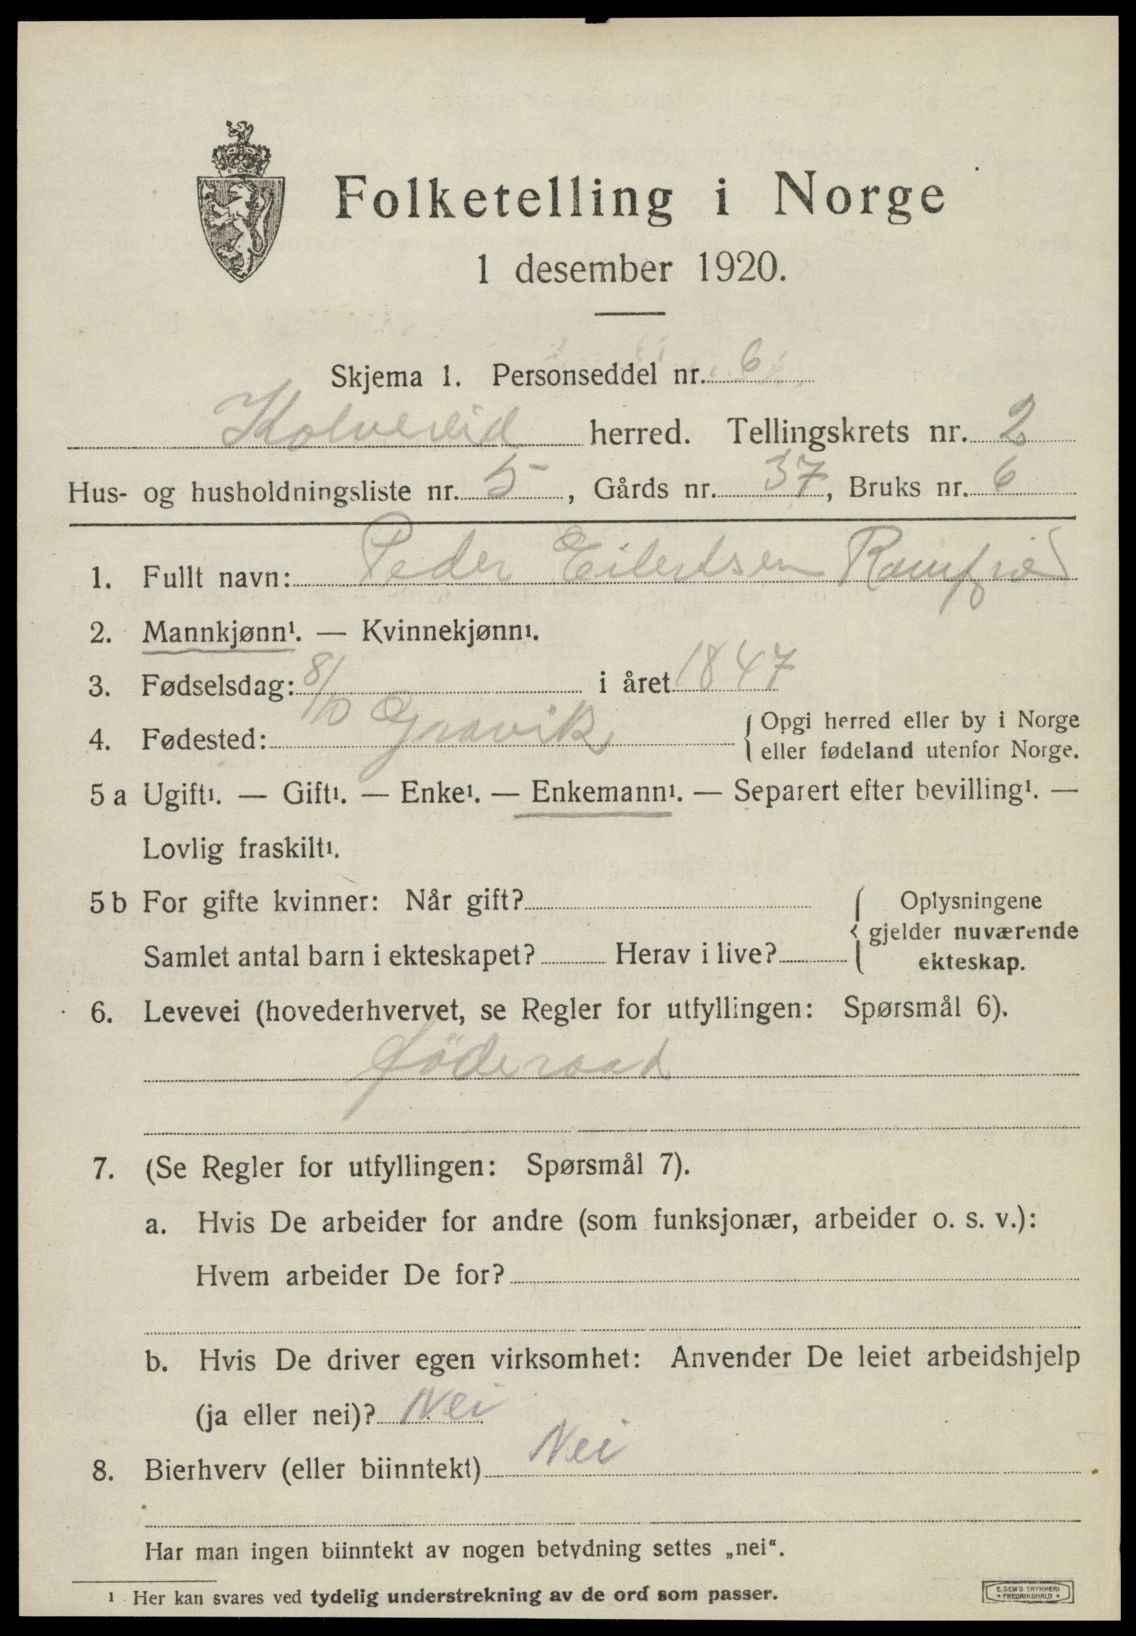 Folketelling i Norge
1 desember 1920.
Skjema 1. Personseddel nr. 6
Kolvereid herred. Tellingskrets nr. 2
Hus- og husholdningsliste nr. 5, Gårds nr. 37, Bruks nr. 6
1. Fullt navn: Peder Eilertsen
2. Mannkjønn¹. — Kvinnekjønn¹.
3. Fødselsdag: 8/10 i året 1847
4. Fødested: Gravik { Opgi herred eller by i Norge
eller fødeland utenfor Norge.
5 a Ugift¹. — Gift¹. — Enke¹. — Enkemann¹. — Separert efter bevilling¹. —
Lovlig fraskilt¹.
5 b For gifte kvinner: Når gift? { Oplysningene
gjelder nuværende
Samlet antal barn i ekteskapet? Herav i live? ekteskap.
6. Levevei (hovederhvervet, se Regler for utfyllingen: Spørsmål 6).
føderaad
7. (Se Regler for utfyllingen: Spørsmål 7).
a. Hvis De arbeider for andre (som funksjonær, arbeider o. s. v.):
Hvem arbeider De for?
b. Hvis De driver egen virksomhet: Anvender De leiet arbeidshjelp
(ja eller nei)? Nei
8. Bierhverv (eller biinntekt) Nei
Har man ingen biinntekt av nogen betydning settes „nei“.
¹ Her kan svares ved tydelig understrekning av de ord som passer.
E. SEM'S TRYKKERI
FREDRIKSHALD